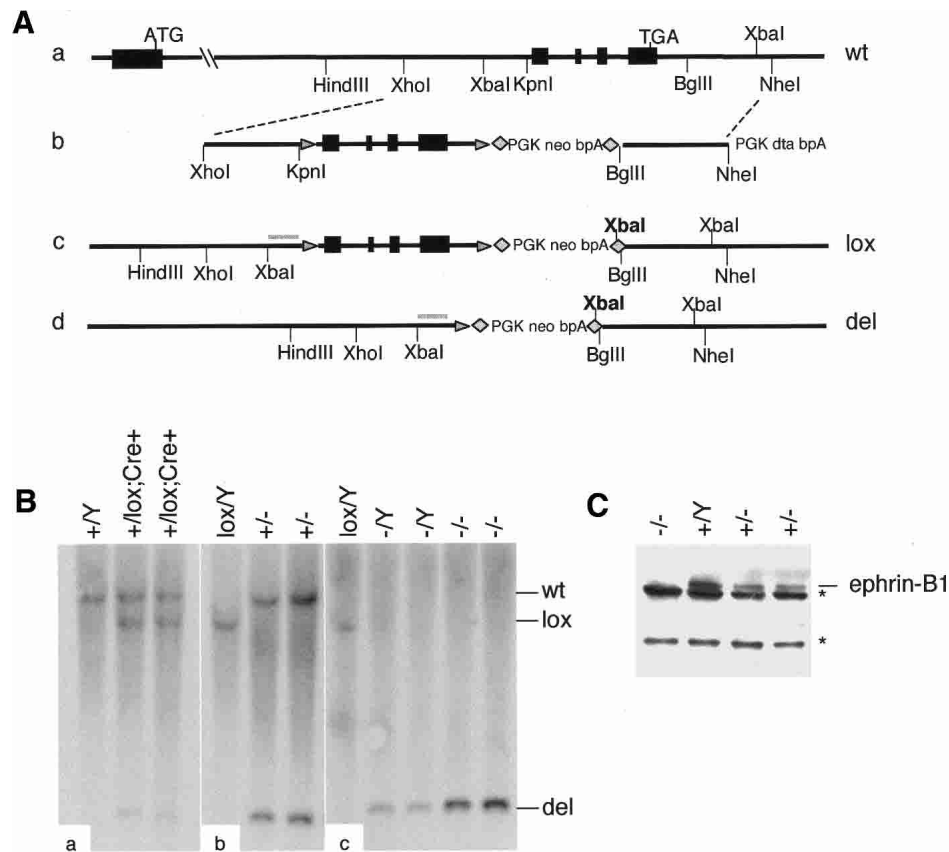 A
a ATG TGA XbaI wt
HindIII XhoI XbaI KpnI BglII NheI
b PGK neo bpA PGK dta bpA
XhoI KpnI BglII NheI
c PGK neo bpA XbaI XbaI lox
HindIII XhoI XbaI BglII NheI
d PGK neo bpA XbaI XbaI del
HindIII XhoI XbaI BglII NheI
B
+/Y +/lox;Cre+ +/lox;Cre+ lox/Y +/- +/- lox/Y -/Y -/Y -/- -/-
wt
lox
del
a b c
C
-/- +/Y +/- +/-
ephrin-B1
*
*